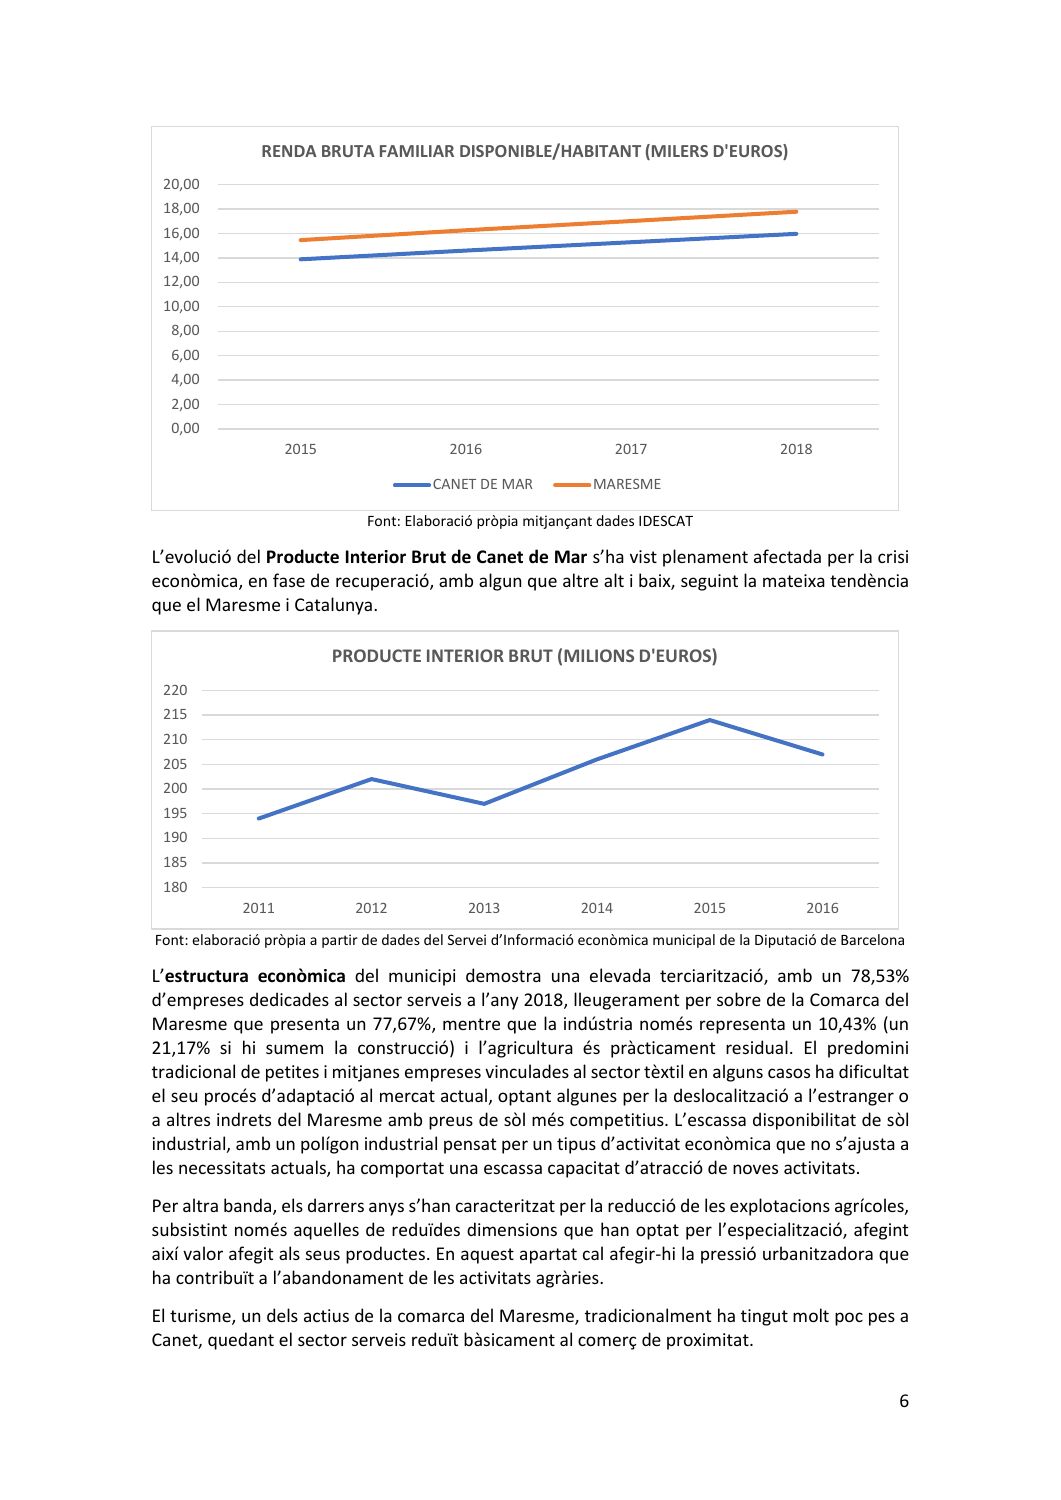 RENDA BRUTA FAMILIAR DISPONIBLE/HABITANT (MILERS D'EUROS)
20,00
18,00
16,00
14,00
12,00
10,00
8,00
6,00
4,00
2,00
0,00
2015 2016 2017 2018
CANET DE MAR MARESME
Font: Elaboració pròpia mitjançant dades IDESCAT
L’evolució del Producte Interior Brut de Canet de Mar s’ha vist plenament afectada per la crisi
econòmica, en fase de recuperació, amb algun que altre alt i baix, seguint la mateixa tendència
que el Maresme i Catalunya.
PRODUCTE INTERIOR BRUT (MILIONS D'EUROS)
220
215
210
205
200
195
190
185
180
2011 2012 2013 2014 2015 2016
Font: elaboració pròpia a partir de dades del Servei d’Informació econòmica municipal de la Diputació de Barcelona
L’estructura econòmica del municipi demostra una elevada terciarització, amb un 78,53%
d’empreses dedicades al sector serveis a l’any 2018, lleugerament per sobre de la Comarca del
Maresme que presenta un 77,67%, mentre que la indústria només representa un 10,43% (un
21,17% si hi sumem la construcció) i l’agricultura és pràcticament residual. El predomini
tradicional de petites i mitjanes empreses vinculades al sector tèxtil en alguns casos ha dificultat
el seu procés d’adaptació al mercat actual, optant algunes per la deslocalització a l’estranger o
a altres indrets del Maresme amb preus de sòl més competitius. L’escassa disponibilitat de sòl
industrial, amb un polígon industrial pensat per un tipus d’activitat econòmica que no s’ajusta a
les necessitats actuals, ha comportat una escassa capacitat d’atracció de noves activitats.
Per altra banda, els darrers anys s’han caracteritzat per la reducció de les explotacions agrícoles,
subsistint només aquelles de reduïdes dimensions que han optat per l’especialització, afegint
així valor afegit als seus productes. En aquest apartat cal afegir-hi la pressió urbanitzadora que
ha contribuït a l’abandonament de les activitats agràries.
El turisme, un dels actius de la comarca del Maresme, tradicionalment ha tingut molt poc pes a
Canet, quedant el sector serveis reduït bàsicament al comerç de proximitat.
6